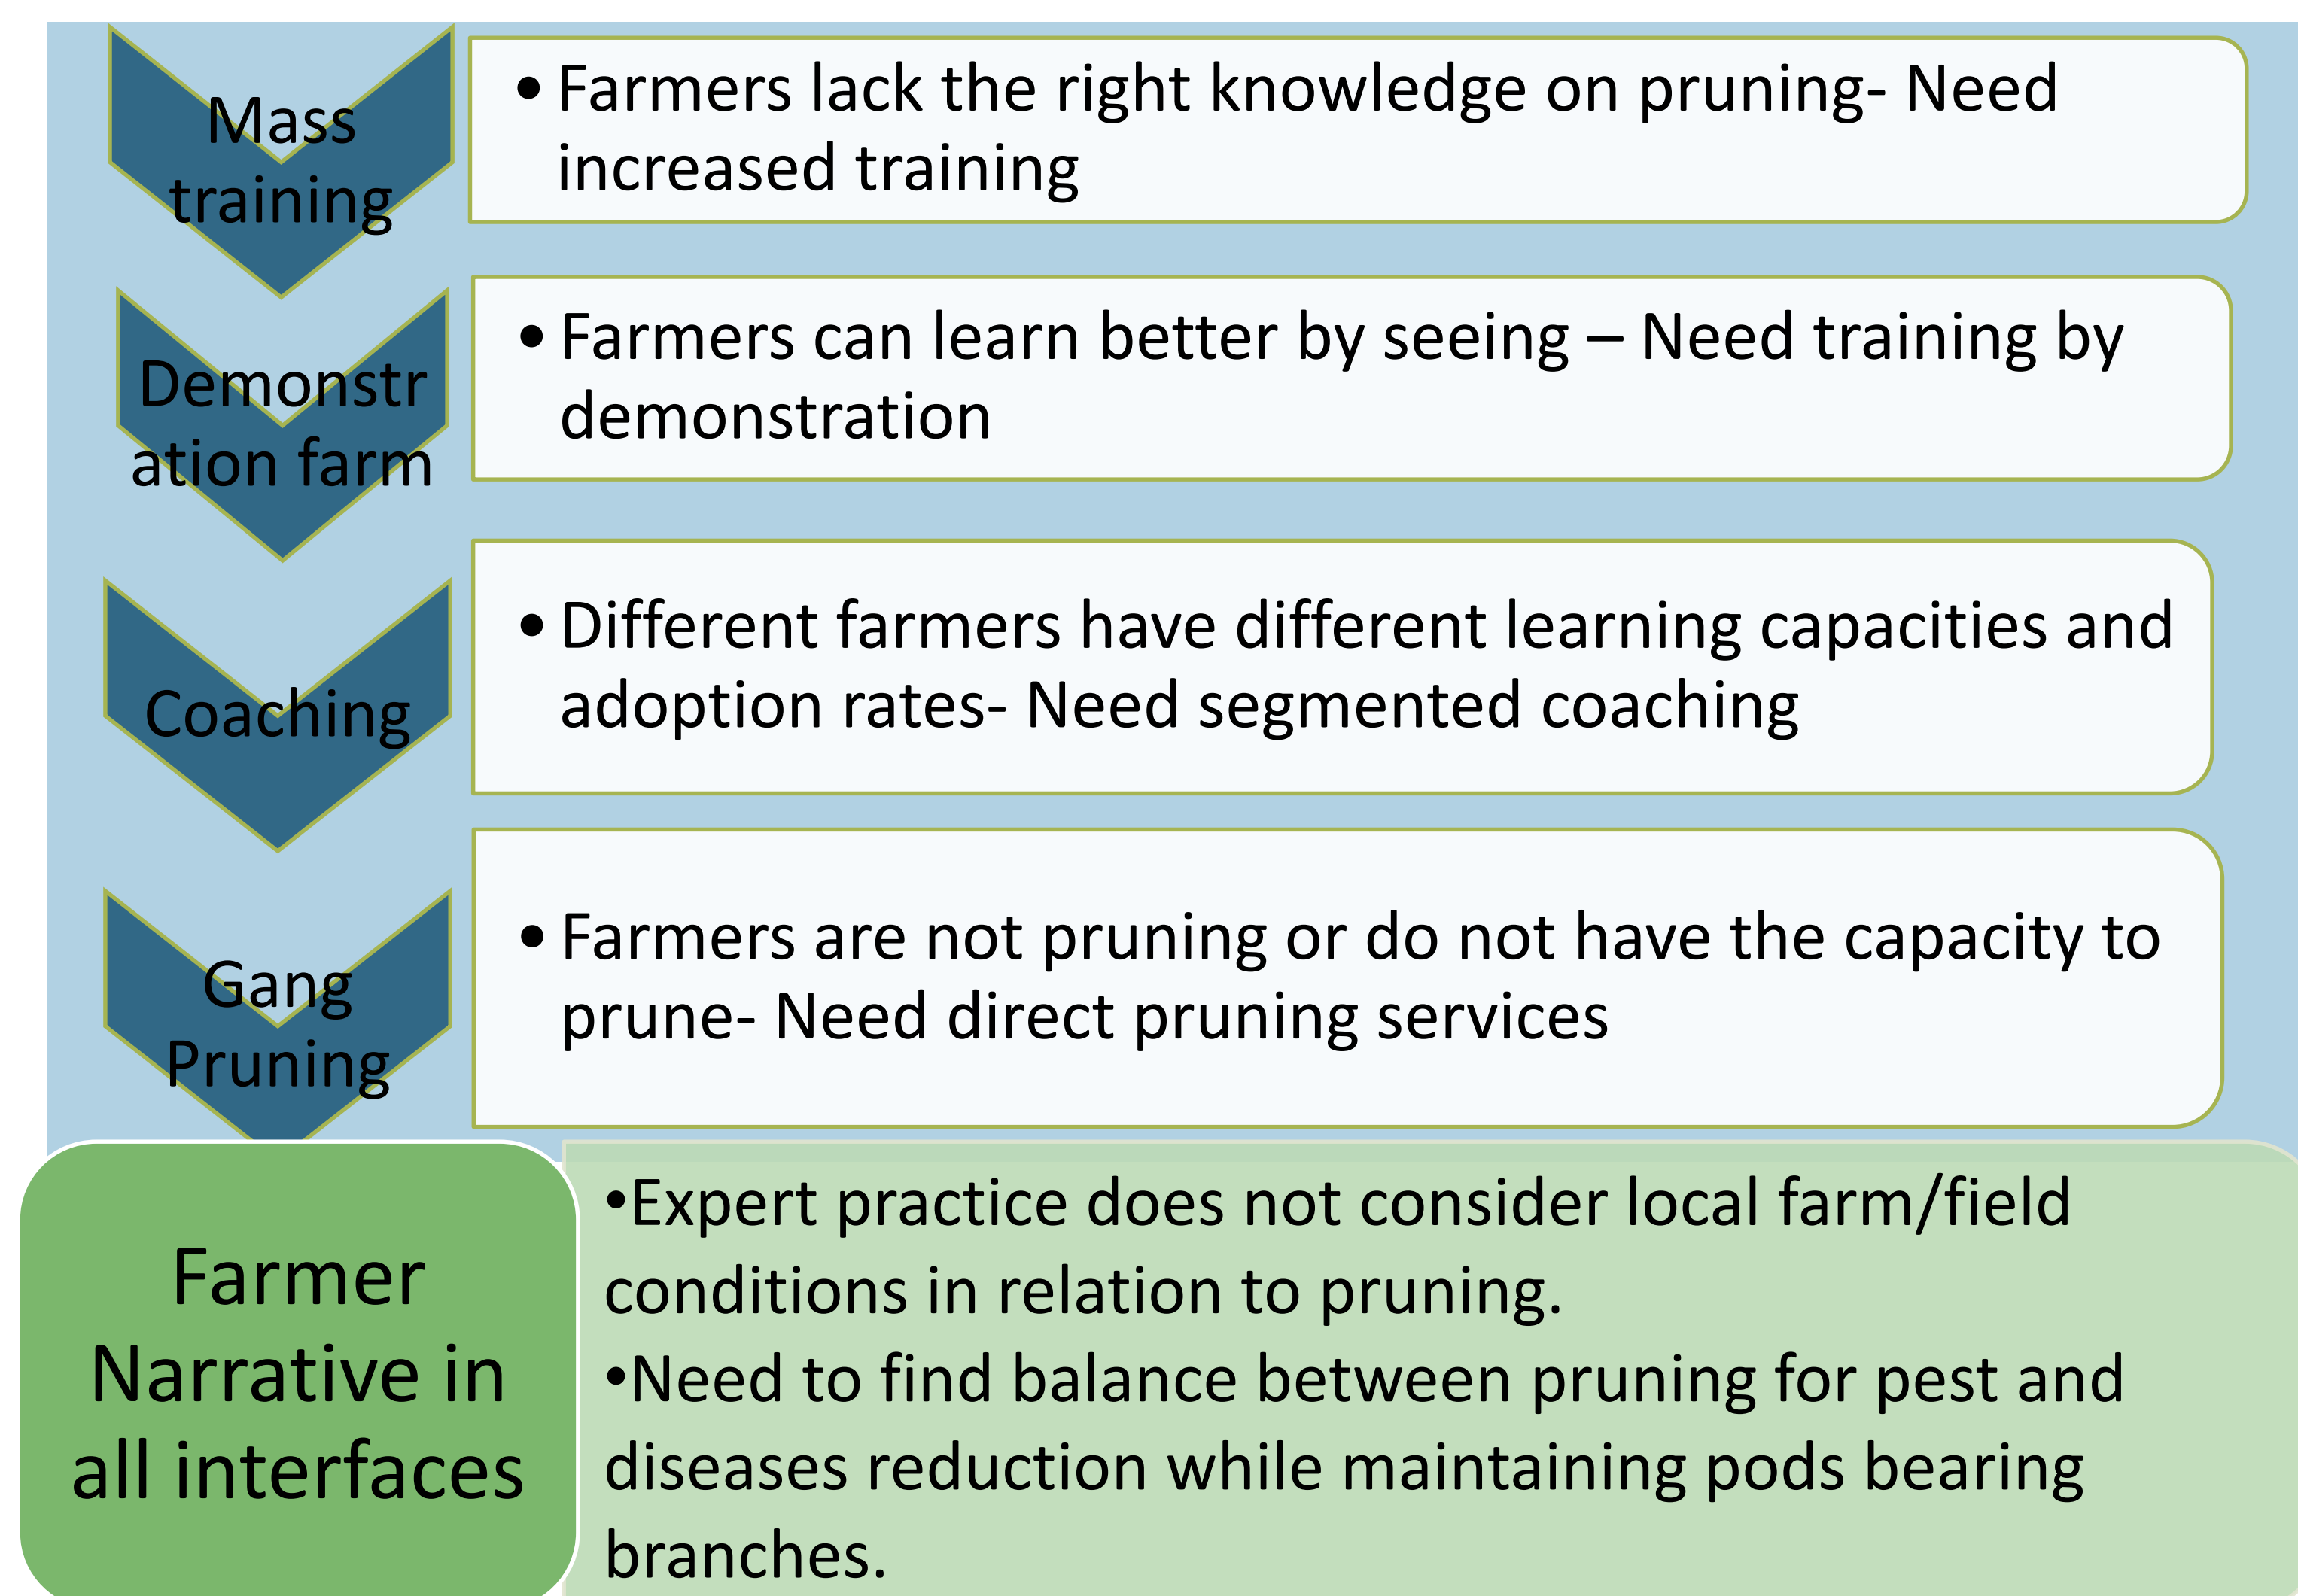 Mass
training
• Farmers lack the right knowledge on pruning- Need
increased training
Demonstr
ation farm
• Farmers can learn better by seeing – Need training by
demonstration
Coaching
• Different farmers have different learning capacities and
adoption rates- Need segmented coaching
Gang
Pruning
• Farmers are not pruning or do not have the capacity to
prune- Need direct pruning services
Farmer
Narrative in
all interfaces
•Expert practice does not consider local farm/field
conditions in relation to pruning.
•Need to find balance between pruning for pest and
diseases reduction while maintaining pods bearing
branches.